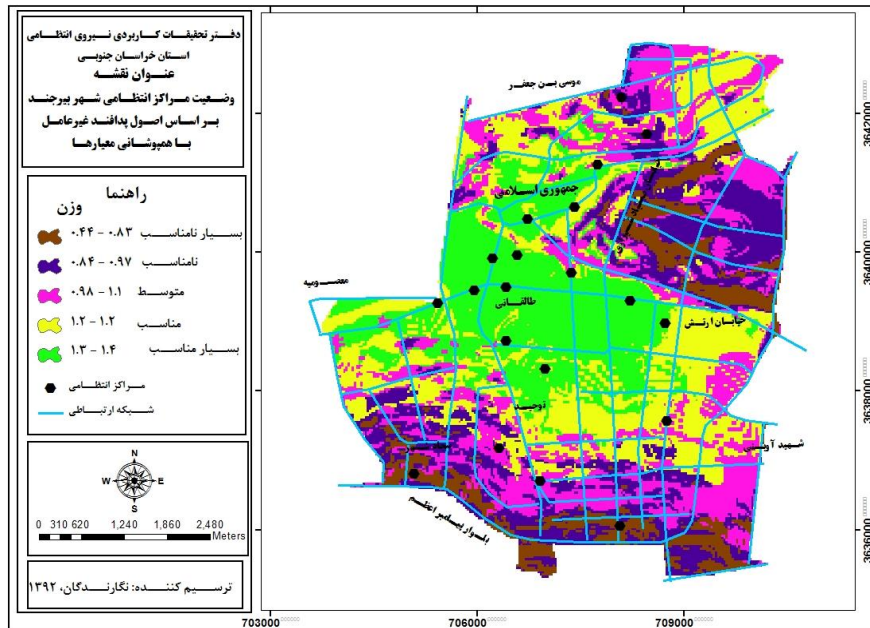 دفتر تحقیقات کاربردی نیروی انتظامی
استان خراسان جنوبی
عنوان نقشه
وضعیت مراکز انتظامی شهر بیرجند
بر اساس اصول پدافند غیرعامل
با همپوشانی معیارها
راهنما
وزن
بسیار نامناسب ۰.۴۴ - ۰.۸۳
نامناسب ۰.۸۴ - ۰.۹۷
متوسط ۰.۹۸ - ۱.۱
مناسب ۱.۲ - ۱.۲
بسیار مناسب ۱.۳ - ۱.۴
مراکز انتظامی
شبکه ارتباطی
N
W E
S
0 310 620 1,240 1,860 2,480
Meters
ترسیم کننده: نگارندگان، ۱۳۹۲
موسی بن جعفر
جمهوری اسلامی
معصومیه
طالقانی
خیابان ارتش
توحید
شهید آوینی
بلوار پیامبر اعظم
3642000
3640000
3638000
3636000
703000 706000 709000